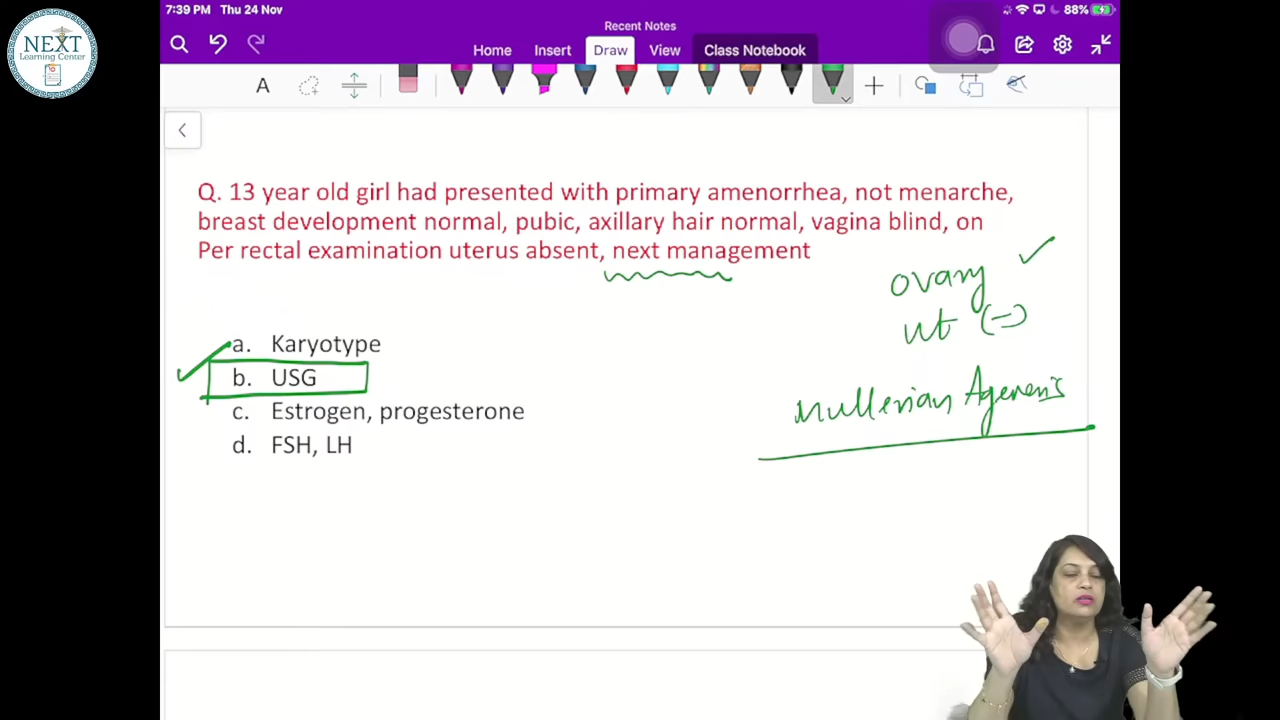 7:39 PM Thu 24 Nov
88%
NEXT
Learning Center
Recent Notes
Home Insert Draw View Class Notebook
A
Q. 13 year old girl had presented with primary amenorrhea, not menarche,
breast development normal, pubic, axillary hair normal, vagina blind, on
Per rectal examination uterus absent, next management
ovary ✓
ut (-)
a. Karyotype
b. USG
c. Estrogen, progesterone
d. FSH, LH
Mullerian Agenesis